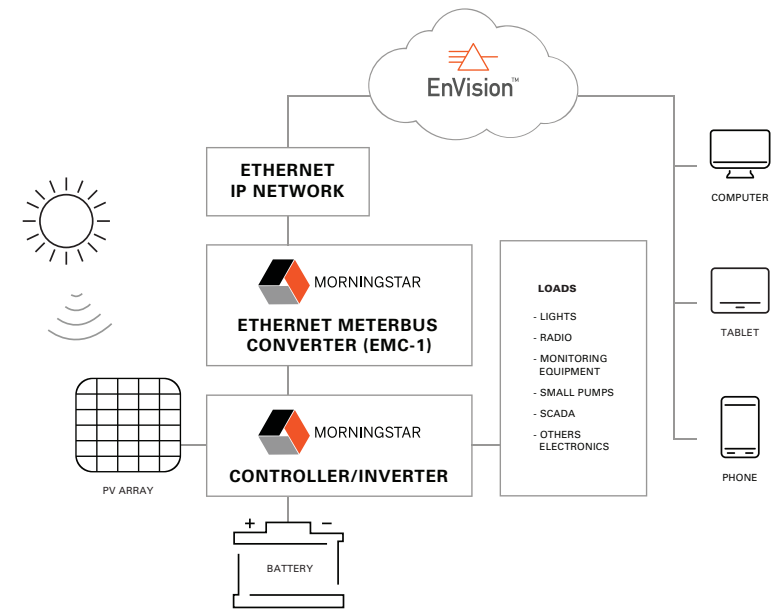 EnVision™
ETHERNET
IP NETWORK
COMPUTER
MORNINGSTAR
ETHERNET METERBUS
CONVERTER (EMC-1)
LOADS
- LIGHTS
- RADIO
- MONITORING
EQUIPMENT
- SMALL PUMPS
- SCADA
- OTHERS
ELECTRONICS
TABLET
MORNINGSTAR
CONTROLLER/INVERTER
PV ARRAY
PHONE
+ −
BATTERY